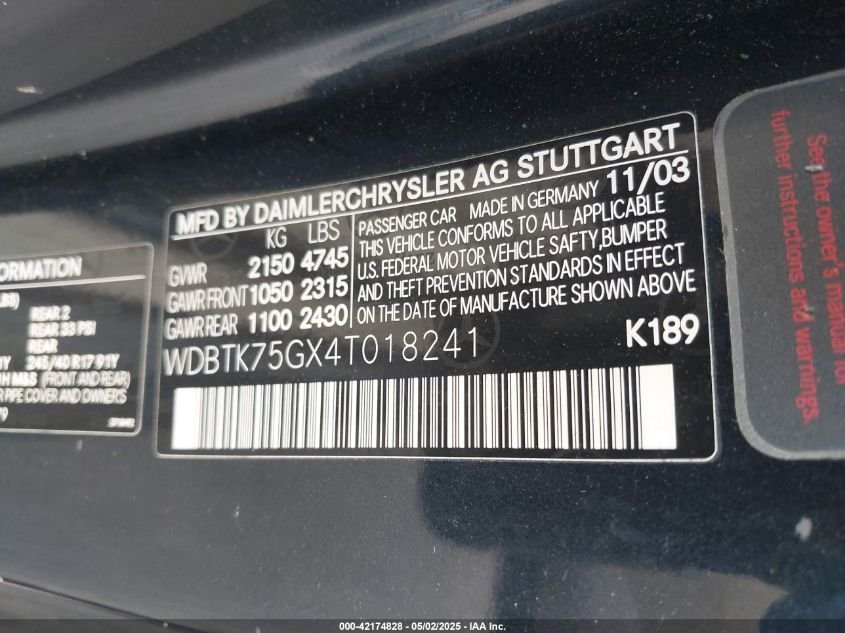 MFD BY DAIMLERCHRYSLER AG STUTTGART
KG LBS
GVWR 2150 4745
GAWR FRONT 1050 2315
GAWR REAR 1100 2430
PASSENGER CAR MADE IN GERMANY 11/03
THIS VEHICLE CONFORMS TO ALL APPLICABLE
U.S. FEDERAL MOTOR VEHICLE SAFTY,BUMPER
AND THEFT PREVENTION STANDARDS IN EFFECT
ON THE DATE OF MANUFACTURE SHOWN ABOVE
WDBTK75GX4T018241
K189
ORMATION
LBS)
REAR 2
REAR 33 PSI
REAR
245/40 R17 91Y
M&S (FRONT AND REAR)
PIPE COVER AND OWNER'S
See the owner's manual for
further instructions and warnings.
000-42174828 - 05/02/2025 - IAA Inc.